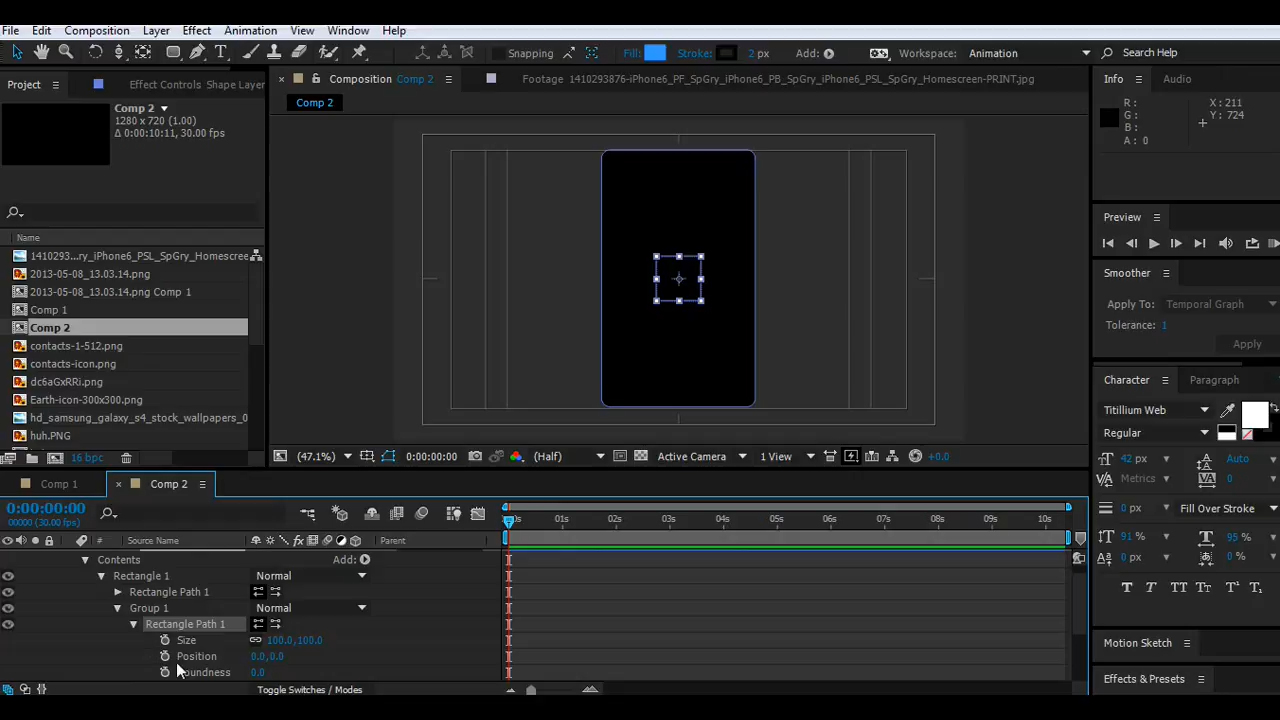 File Edit Composition Layer Effect Animation View Window Help
Snapping Fill: Stroke: 2 px Add: Workspace: Animation Search Help
Project Effect Controls Shape Layer
Composition Comp 2
Footage 1410293876-iPhone6_PF_SpGry_iPhone6_PB_SpGry_iPhone6_PSL_SpGry_Homescreen-PRINT.jpg
Info Audio
Comp 2
1280 x 720 (1.00)
Δ 0:00:10:11, 30.00 fps
Comp 2
R:
G:
B:
A: 0
X: 211
Y: 724
Name
1410293...ry_iPhone6_PSL_SpGry_Homescree
2013-05-08_13.03.14.png
2013-05-08_13.03.14.png Comp 1
Comp 1
Comp 2
contacts-1-512.png
contacts-icon.png
dc6aGxRRi.png
Earth-icon-300x300.png
hd_samsung_galaxy_s4_stock_wallpapers_0
huh.PNG
16 bpc
Preview
Smoother
Apply To: Temporal Graph
Tolerance: 1
Apply
Character Paragraph
Titillium Web
Regular
42 px Auto
Metrics 0
0 px Fill Over Stroke
91 % 95 %
0 px 0 %
T T TT Tt T¹ T₁
Motion Sketch
Effects & Presets
(47.1%) 0:00:00:00 (Half) Active Camera 1 View +0.0
Comp 1 Comp 2
0:00:00:00
00000 (30.00 fps)
0s 01s 02s 03s 04s 05s 06s 07s 08s 09s 10s
# Source Name Parent
Contents Add:
Rectangle 1 Normal
Rectangle Path 1
Group 1 Normal
Rectangle Path 1
Size 100.0,100.0
Position 0.0,0.0
oundness 0.0
Toggle Switches / Modes